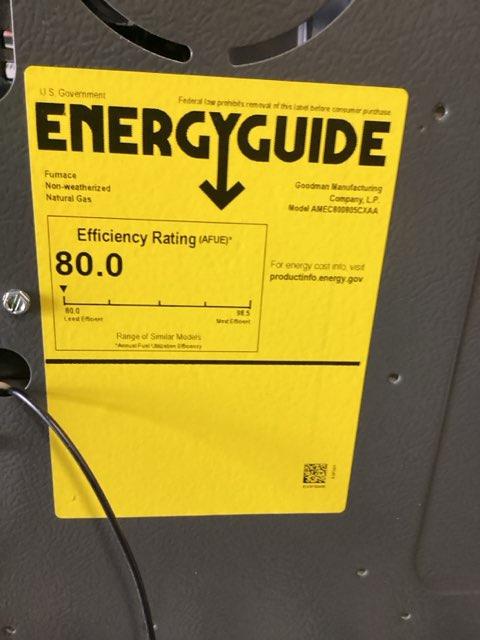 U.S. Government
Federal law prohibits removal of this label before consumer purchase
ENERGYGUIDE
Furnace
Non-weatherized
Natural Gas
Goodman Manufacturing
Company, L.P.
Model AMEC800805CXAA
Efficiency Rating (AFUE)*
80.0
80.0
Least Efficient
98.5
Most Efficient
Range of Similar Models
*Annual Fuel Utilization Efficiency
For energy cost info, visit
productinfo.energy.gov